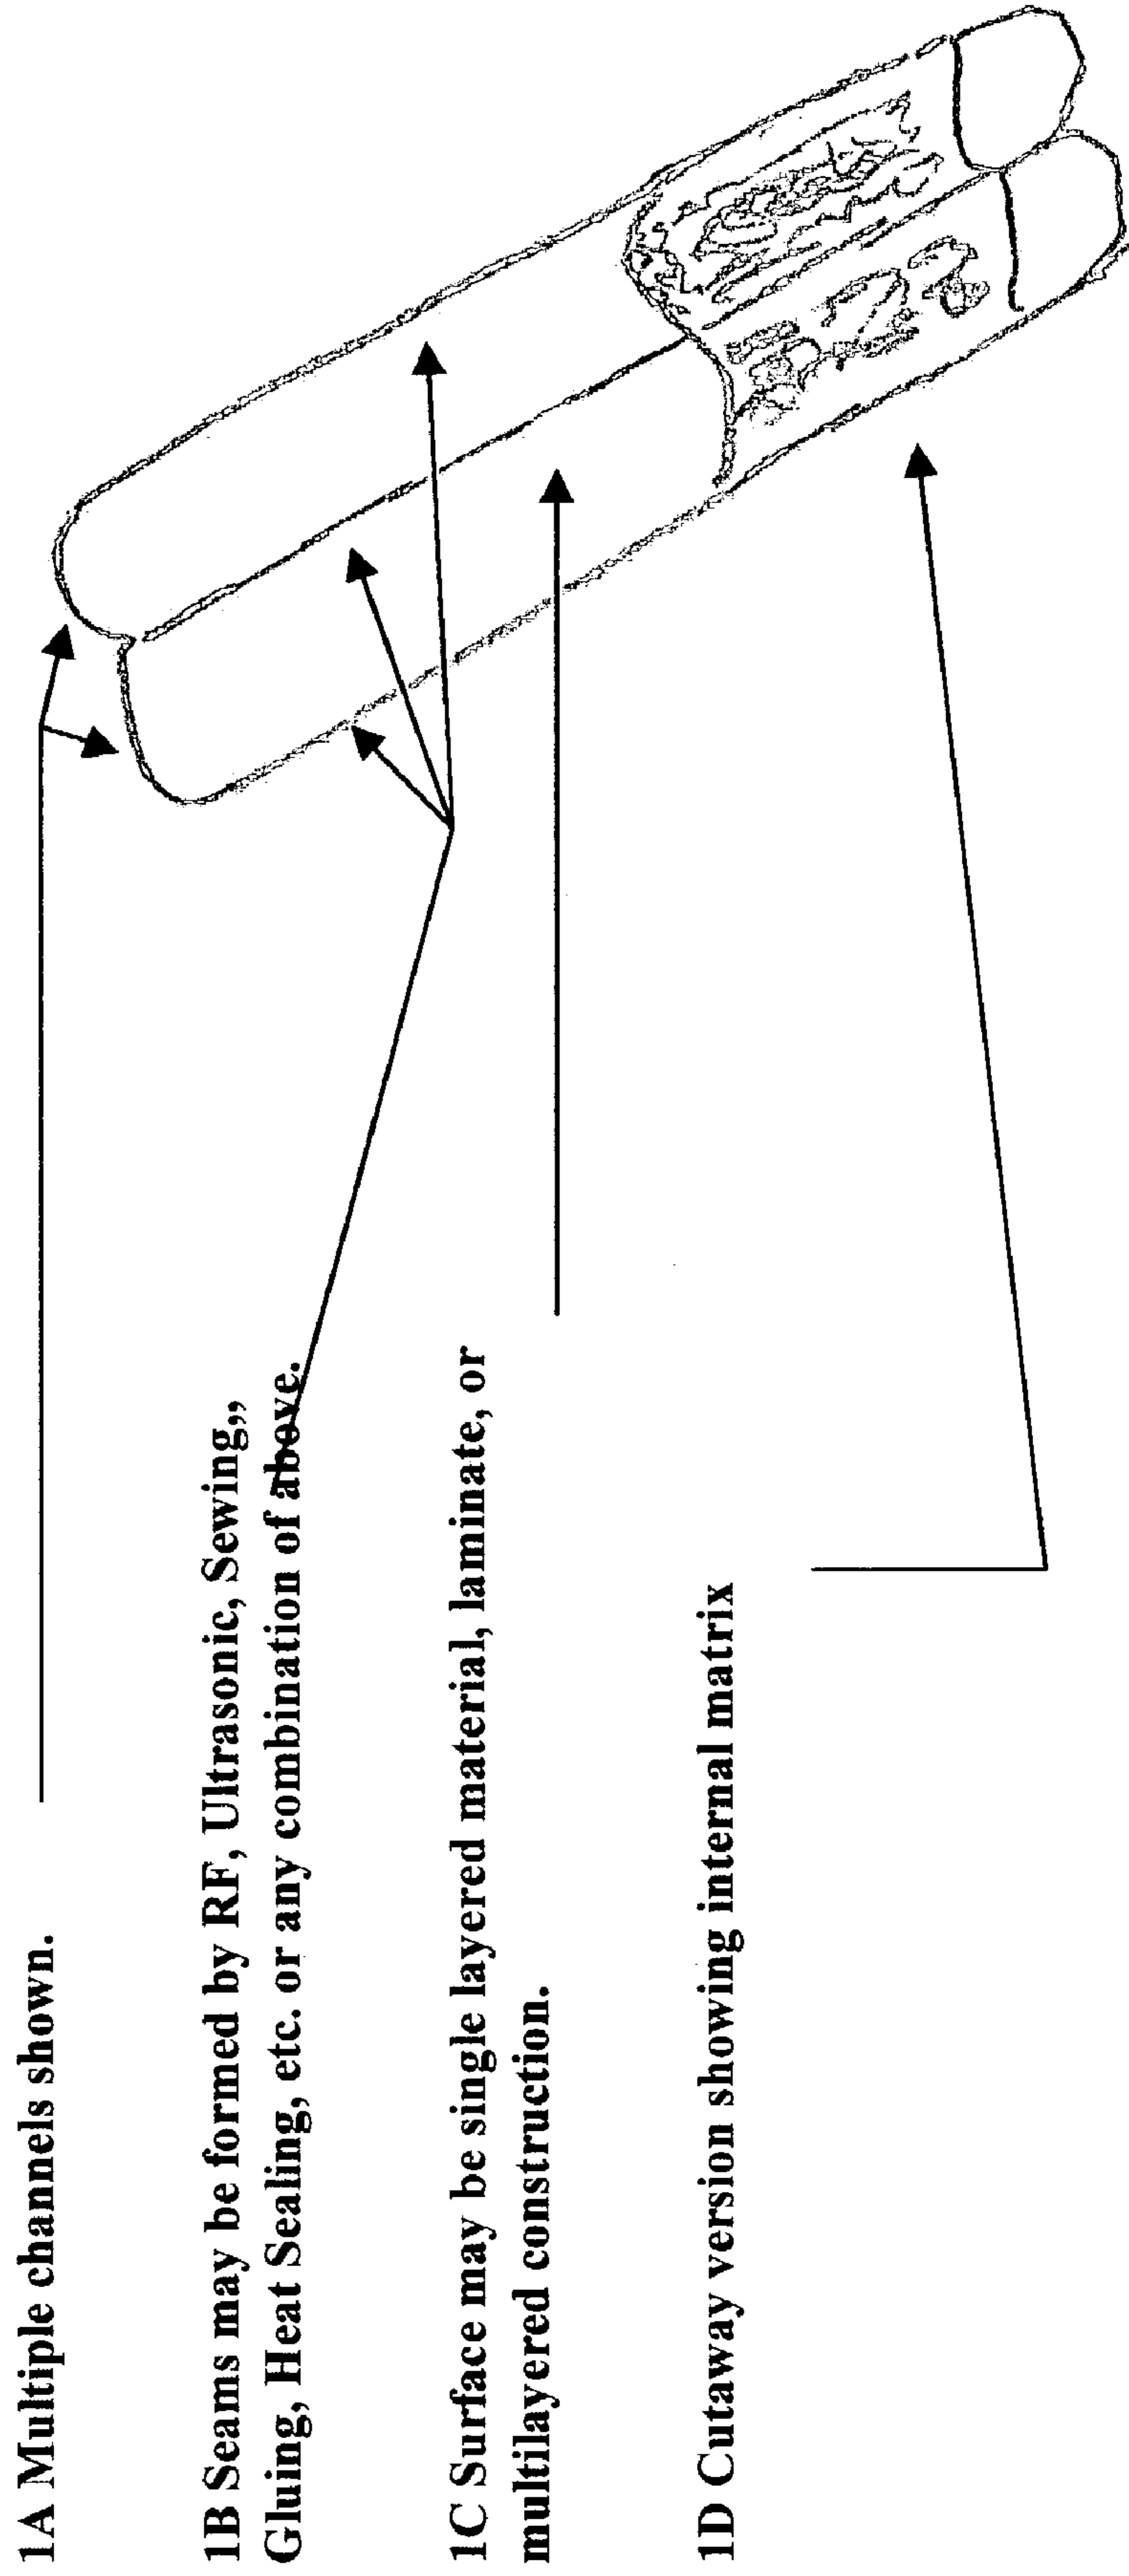 1A Multiple channels shown.
1B Seams may be formed by RF, Ultrasonic, Sewing,,
Gluing, Heat Sealing, etc. or any combination of above.
1C Surface may be single layered material, laminate, or
multilayered construction.
1D Cutaway version showing internal matrix